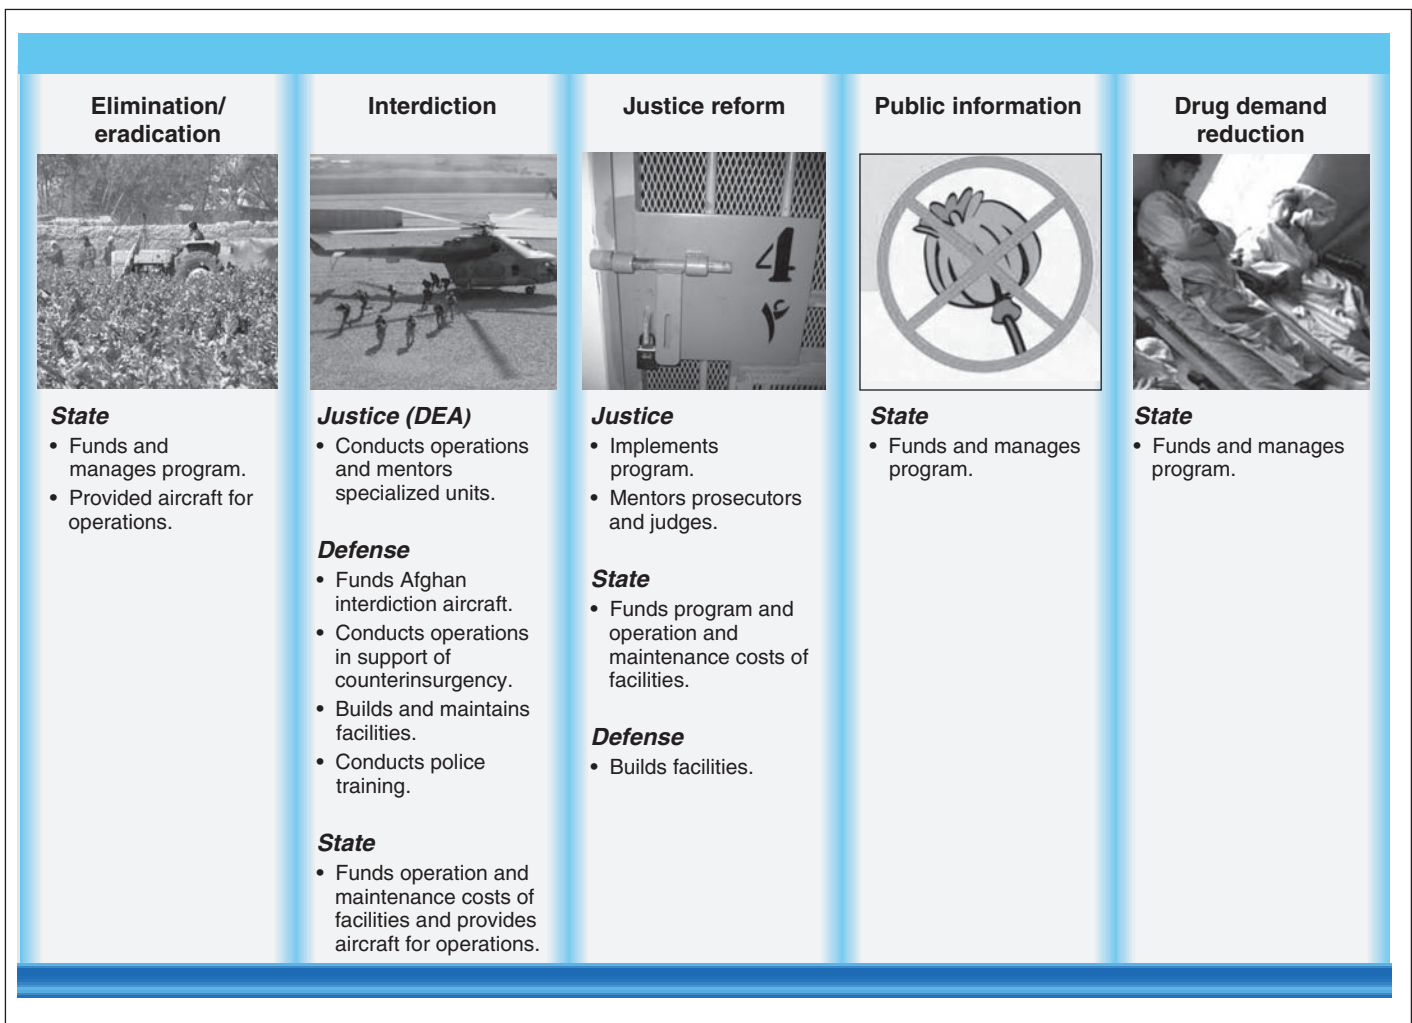 Elimination/
eradication
State
• Funds and
manages program.
• Provided aircraft for
operations.
Interdiction
Justice (DEA)
• Conducts operations
and mentors
specialized units.
Defense
• Funds Afghan
interdiction aircraft.
• Conducts operations
in support of
counterinsurgency.
• Builds and maintains
facilities.
• Conducts police
training.
State
• Funds operation and
maintenance costs of
facilities and provides
aircraft for operations.
Justice reform
4
۴
Justice
• Implements
program.
• Mentors prosecutors
and judges.
State
• Funds program and
operation and
maintenance costs of
facilities.
Defense
• Builds facilities.
Public information
State
• Funds and manages
program.
Drug demand
reduction
State
• Funds and manages
program.